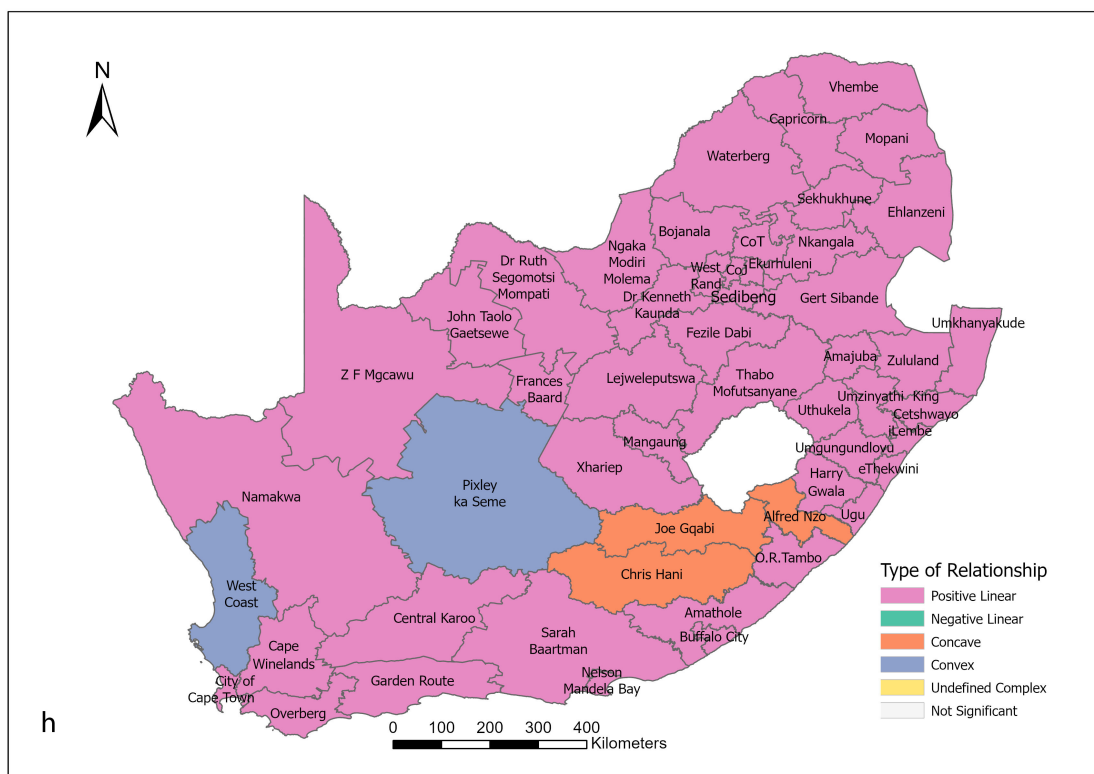 N
Vhembe
Capricorn
Mopani
Waterberg
Sekhukhune
Ehlanzeni
Bojanala
CoT
Nkangala
Ngaka
Modiri
Molema
Dr Ruth
Segomotsi
Mompati
West
Rand
CoJ
Ekurhuleni
Dr Kenneth
Kaunda
Sedibeng
Gert Sibande
John Taolo
Gaetsewe
Fezile Dabi
Umkhanyakude
Amajuba
Zululand
Z F Mgcawu
Frances
Baard
Lejweleputswa
Thabo
Mofutsanyane
Umzinyathi
King
Cetshwayo
Uthukela
iLembe
Mangaung
Umgungundlovu
Xhariep
eThekwini
Harry
Gwala
Pixley
ka Seme
Namakwa
Ugu
Alfred Nzo
Joe Gqabi
O.R.Tambo
Chris Hani
West
Coast
Central Karoo
Amathole
Sarah
Baartman
Buffalo City
Cape
Winelands
Nelson
Mandela Bay
City of
Cape Town
Garden Route
Overberg
Type of Relationship
Positive Linear
Negative Linear
Concave
Convex
Undefined Complex
Not Significant
h
0 100 200 300 400
Kilometers